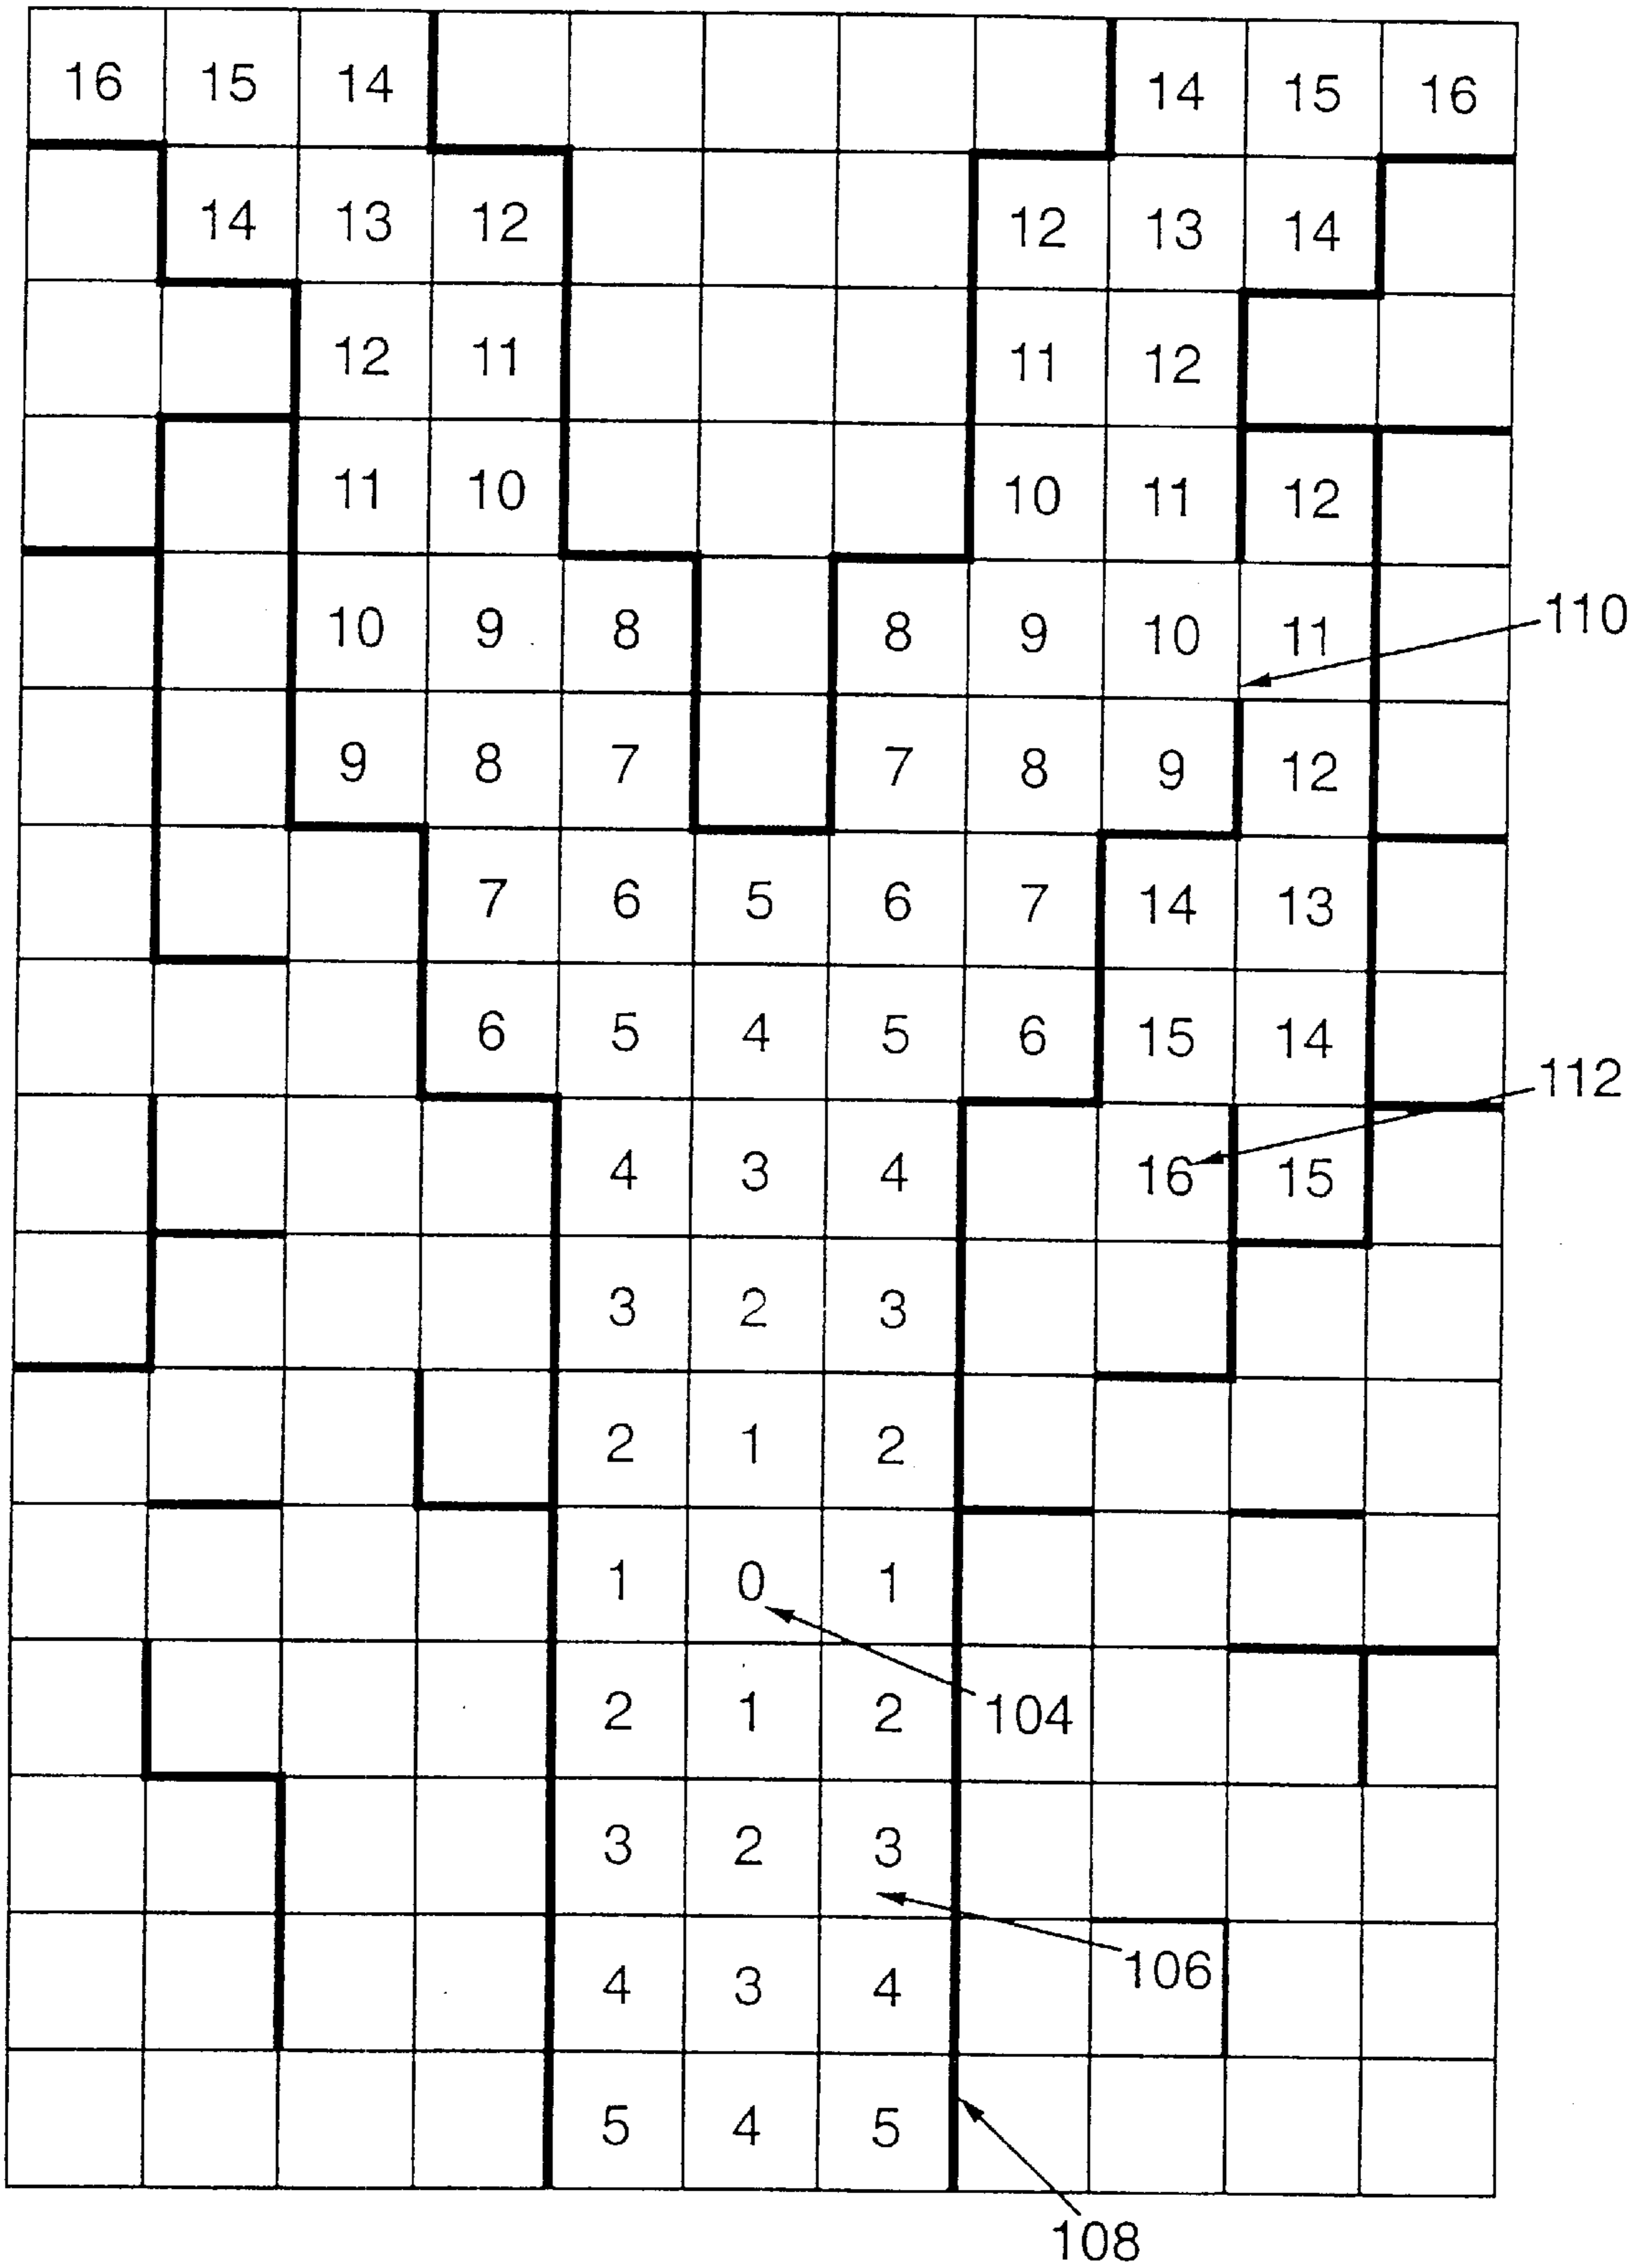 16 15 14 14 15 16
14 13 12 12 13 14
12 11 11 12
11 10 10 11 12
10 9 8 8 9 10 11 110
9 8 7 7 8 9 12
7 6 5 6 7 14 13
6 5 4 5 6 15 14
112
4 3 4 16 15
3 2 3
2 1 2
1 0 1
2 1 2 104
3 2 3
4 3 4 106
5 4 5
108